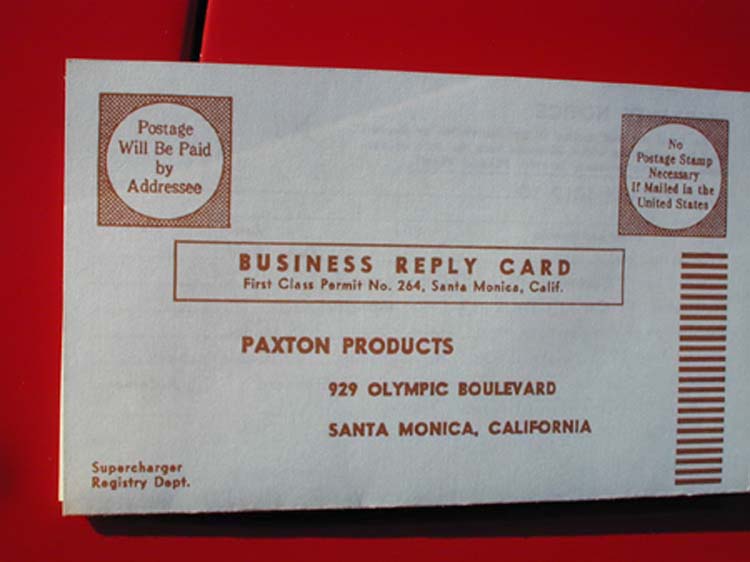 Postage
Will Be Paid
by
Addressee
No
Postage Stamp
Necessary
If Mailed in the
United States
BUSINESS REPLY CARD
First Class Permit No. 264, Santa Monica, Calif.
PAXTON PRODUCTS
929 OLYMPIC BOULEVARD
SANTA MONICA, CALIFORNIA
Supercharger
Registry Dept.